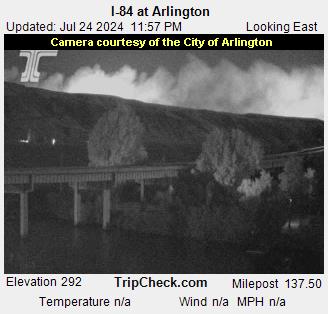 I-84 at Arlington
Updated: Jul 24 2024 11:57 PM Looking East
Camera courtesy of the City of Arlington
Elevation 292 TripCheck.com Milepost 137.50
Temperature n/a Wind n/a MPH n/a